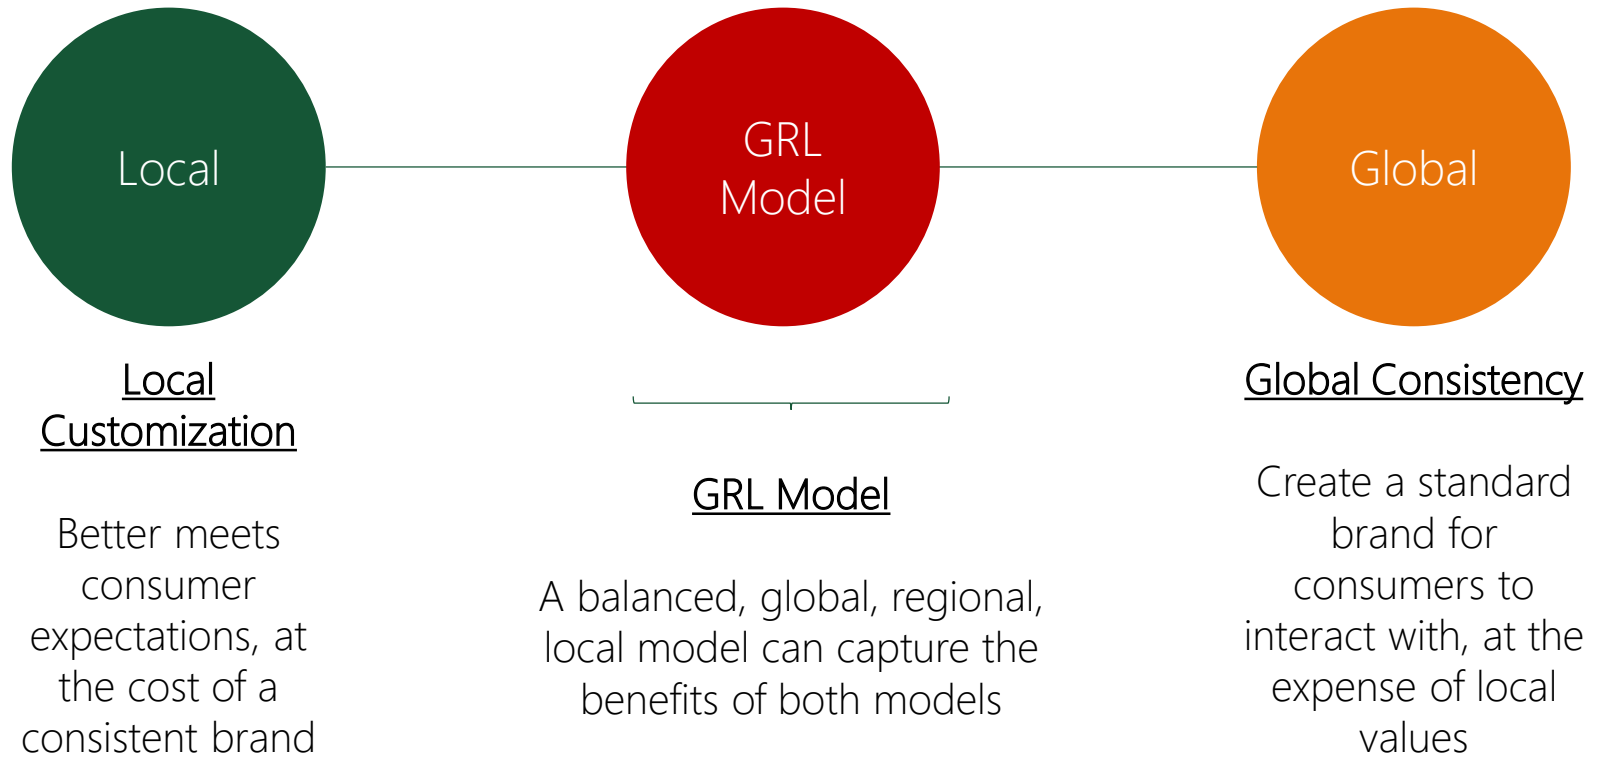 Local
GRL
Model
Global
Local
Customization
Better meets
consumer
expectations, at
the cost of a
consistent brand
GRL Model
A balanced, global, regional,
local model can capture the
benefits of both models
Global Consistency
Create a standard
brand for
consumers to
interact with, at the
expense of local
values